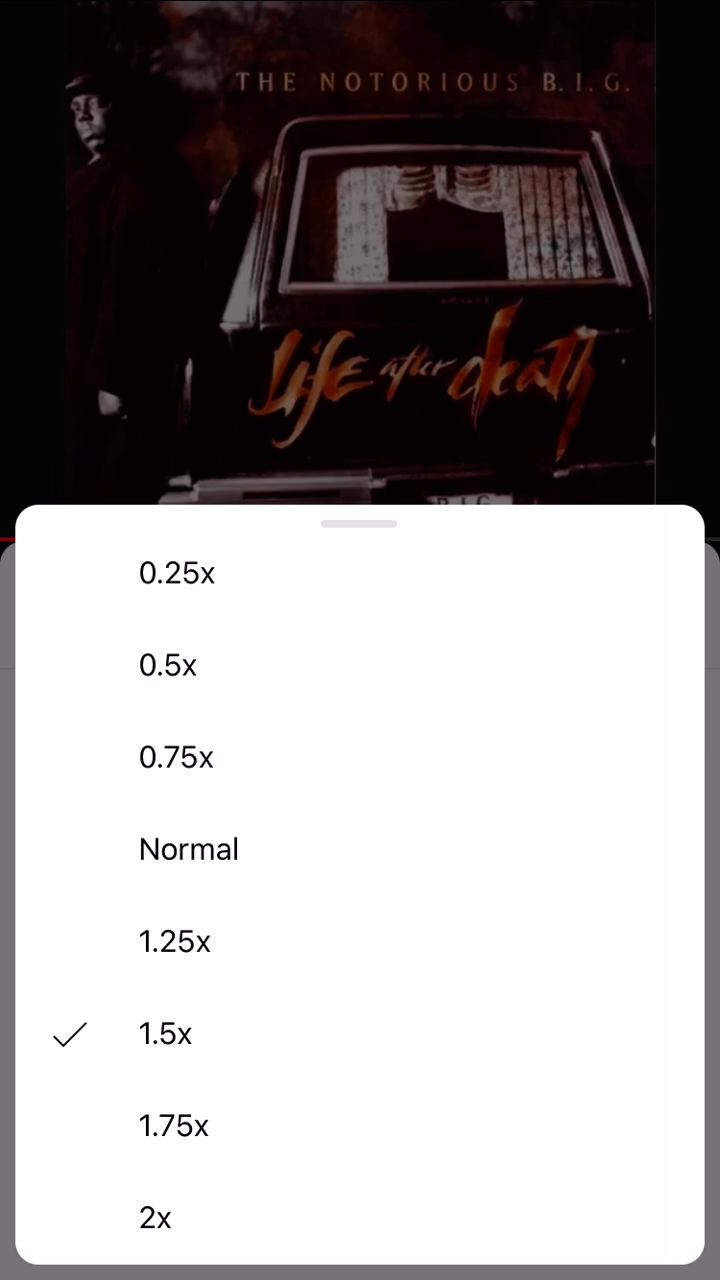 THE NOTORIOUS B.I.G.
Life after death
B.I.G
0.25x
0.5x
0.75x
Normal
1.25x
1.5x
1.75x
2x